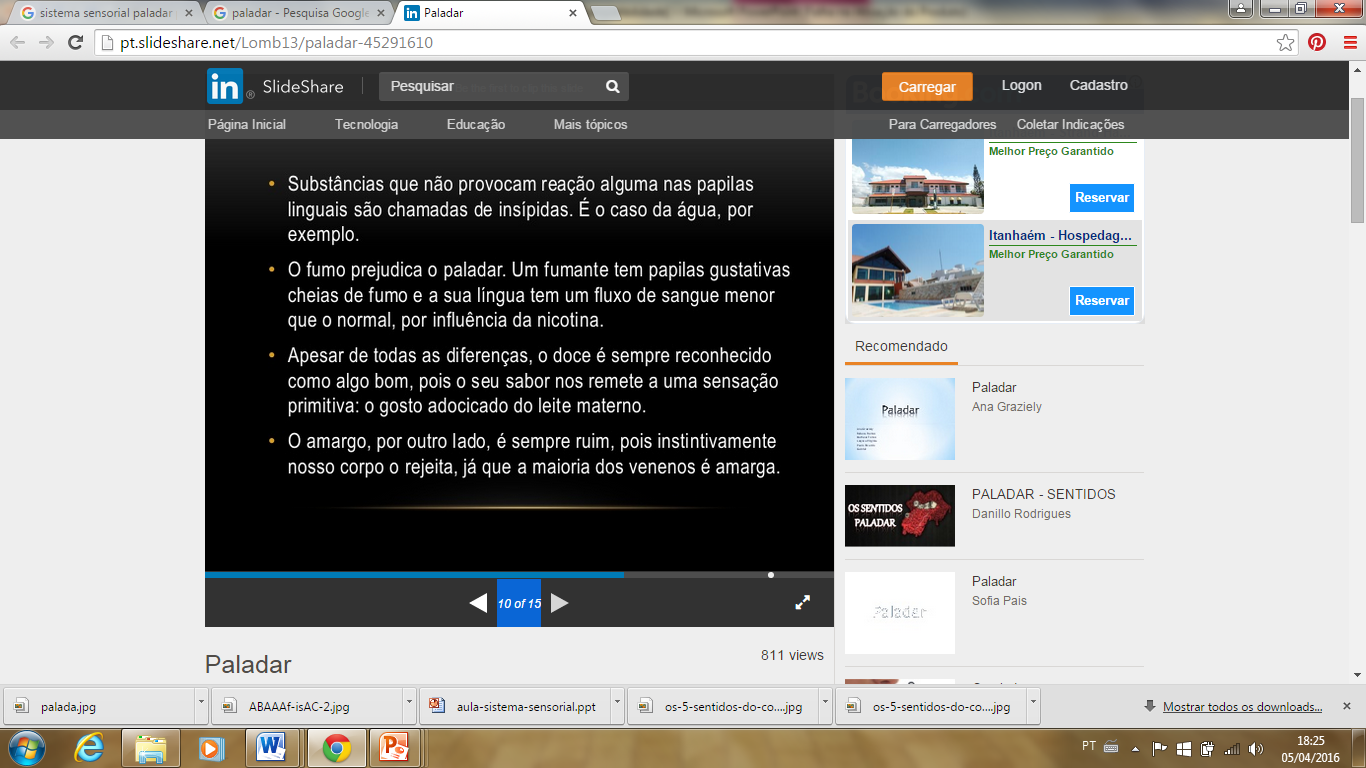 sistema sensorial paladar
paladar - Pesquisa Google
Paladar
pt.slideshare.net/Lomb13/paladar-45291610
in SlideShare
Pesquisar
Carregar
Logon
Cadastro
Página Inicial
Tecnologia
Educação
Mais tópicos
Para Carregadores
Coletar Indicações
• Substâncias que não provocam reação alguma nas papilas
linguais são chamadas de insípidas. É o caso da água, por
exemplo.
• O fumo prejudica o paladar. Um fumante tem papilas gustativas
cheias de fumo e a sua língua tem um fluxo de sangue menor
que o normal, por influência da nicotina.
• Apesar de todas as diferenças, o doce é sempre reconhecido
como algo bom, pois o seu sabor nos remete a uma sensação
primitiva: o gosto adocicado do leite materno.
• O amargo, por outro lado, é sempre ruim, pois instintivamente
nosso corpo o rejeita, já que a maioria dos venenos é amarga.
10 of 15
Paladar
811 views
Melhor Preço Garantido
Reservar
Itanhaém - Hospedag...
Melhor Preço Garantido
Reservar
Recomendado
Paladar
Paladar
Ana Graziely
OS SENTIDOS
PALADAR
PALADAR - SENTIDOS
Danillo Rodrigues
Paladar
Paladar
Sofia Pais
palada.jpg
ABAAAf-isAC-2.jpg
aula-sistema-sensorial.ppt
os-5-sentidos-do-co....jpg
os-5-sentidos-do-co....jpg
Mostrar todos os downloads...
PT
18:25
05/04/2016